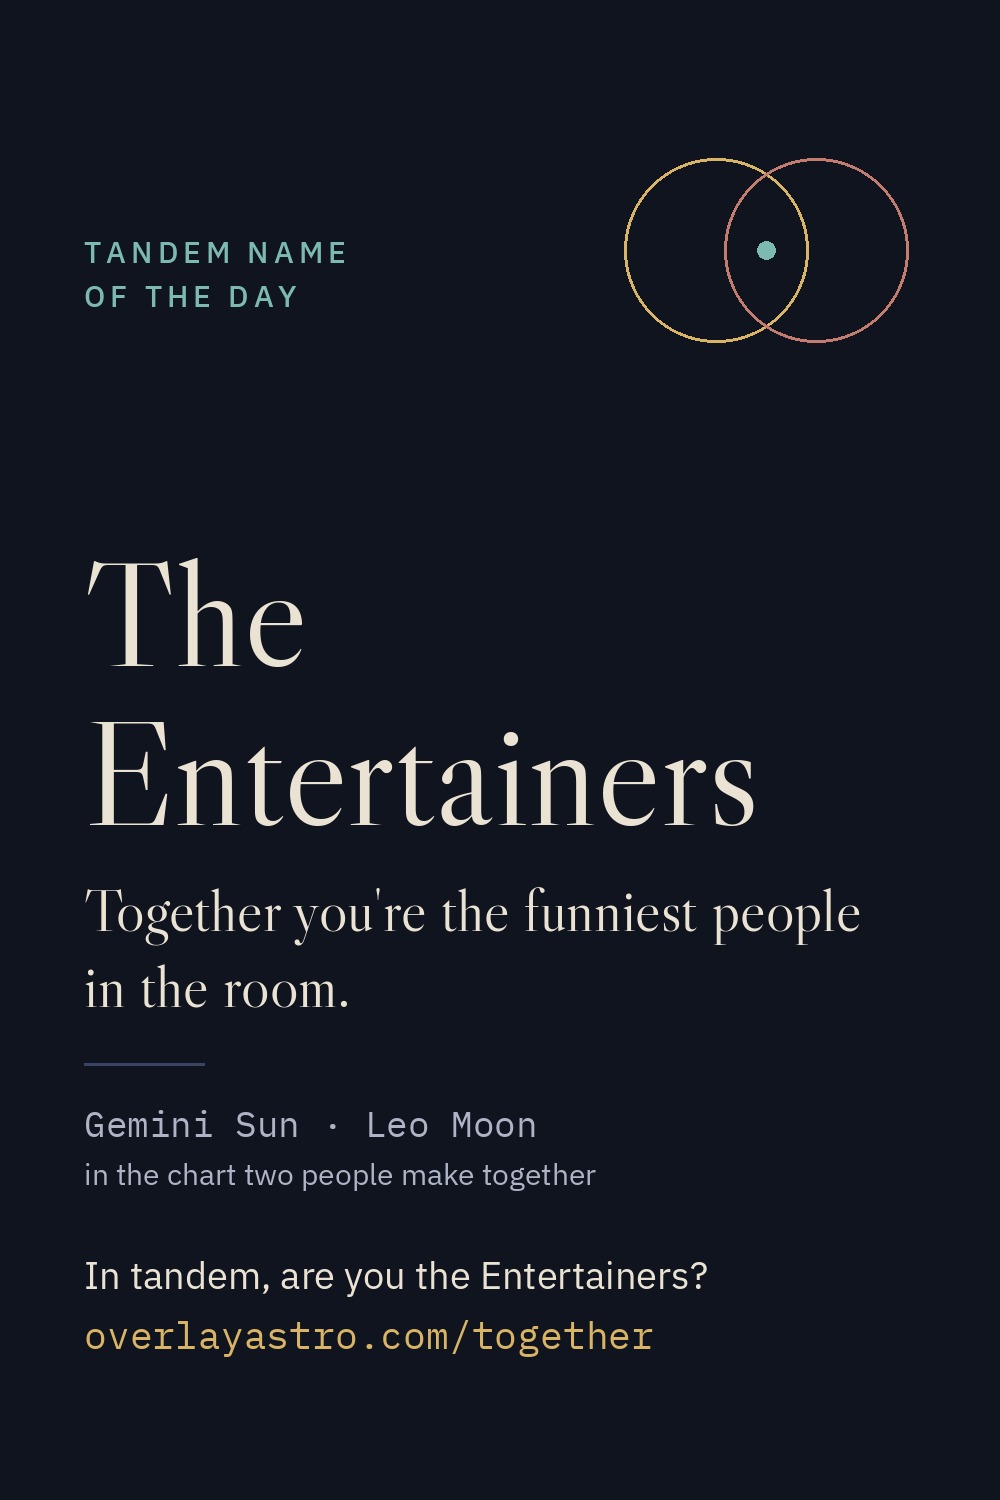 TANDEM NAME
OF THE DAY
The
Entertainers
Together you're the funniest people
in the room.
Gemini Sun · Leo Moon
in the chart two people make together
In tandem, are you the Entertainers?
overlayastro.com/together